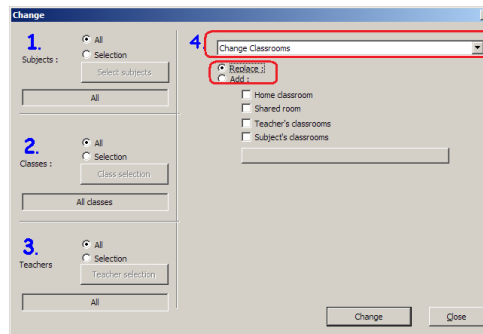 Change
1.
Subjects :
All
Selection
Select subjects
All
2.
Classes :
All
Selection
Class selection
All classes
3.
Teachers
All
Selection
Teacher selection
All
4.
Change Classrooms
Replace :
Add :
Home classroom
Shared room
Teacher's classrooms
Subject's classrooms
Change
Close